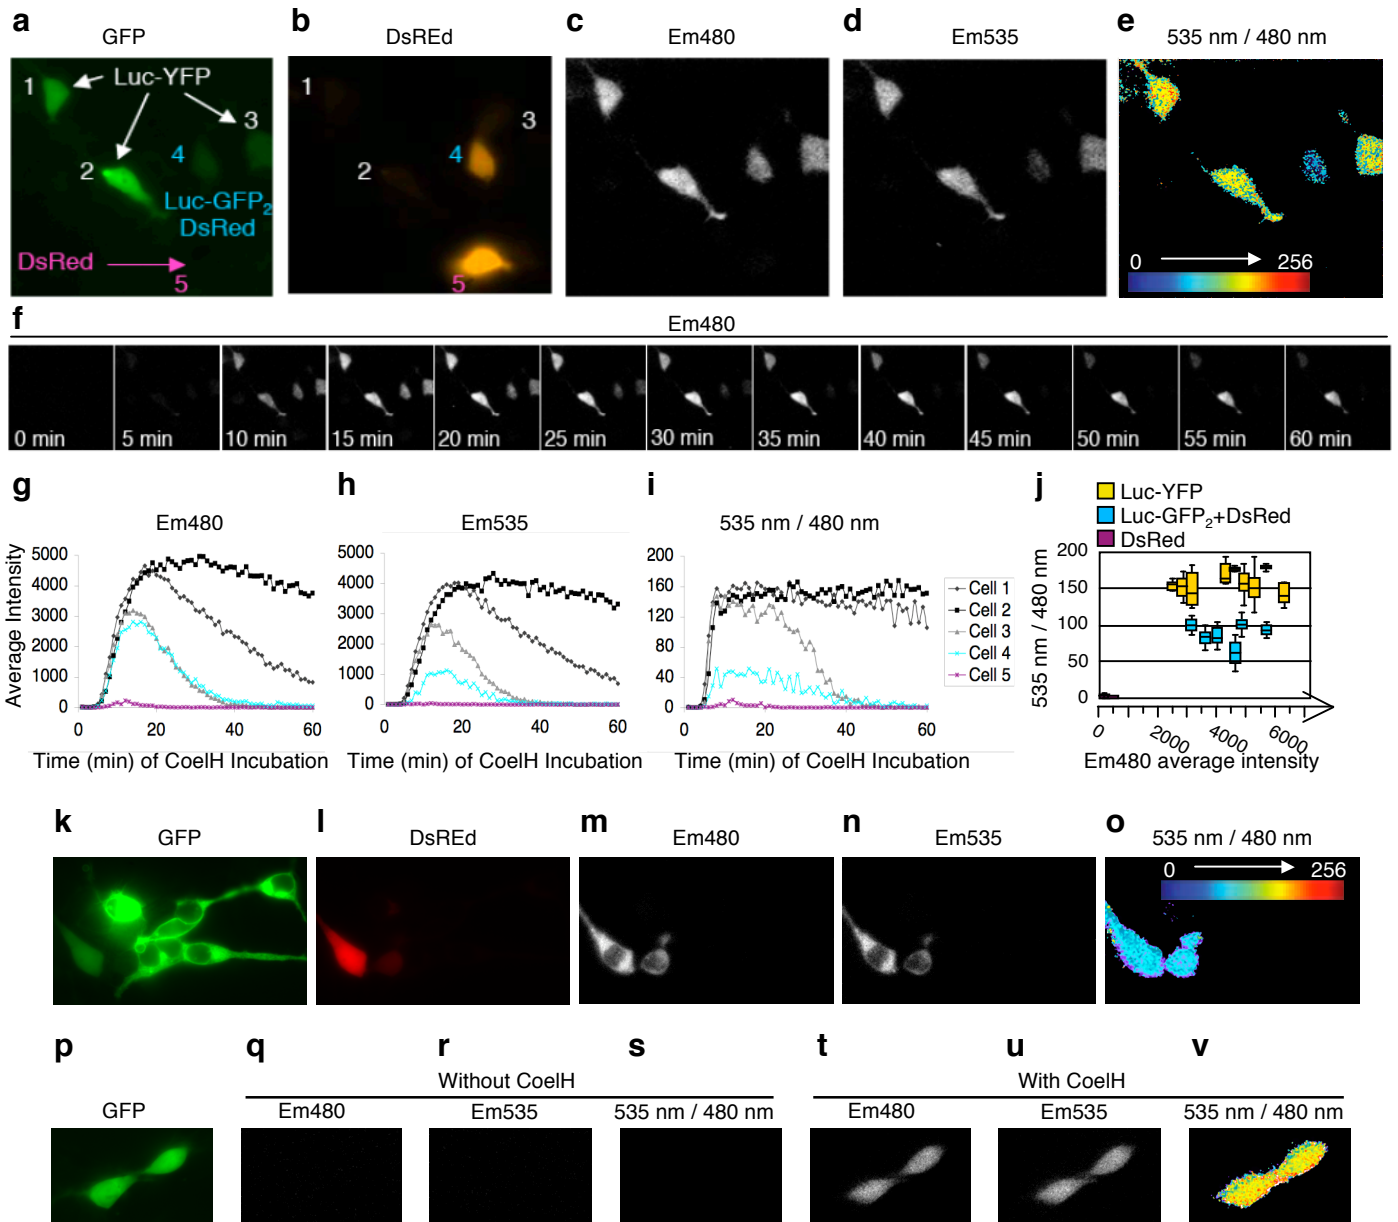 a
GFP
1
Luc-YFP
3
4
2
Luc-GFP2
DsRed
DsRed
5
b
DsREd
1
3
4
2
5
c
Em480
d
Em535
e
535 nm / 480 nm
0
256
f
Em480
0 min
5 min
10 min
15 min
20 min
25 min
30 min
35 min
40 min
45 min
50 min
55 min
60 min
g
Em480
Average Intensity
5000
4000
3000
2000
1000
0
0
20
40
60
Time (min) of CoelH Incubation
h
Em535
5000
4000
3000
2000
1000
0
0
20
40
60
Time (min) of CoelH Incubation
i
535 nm / 480 nm
200
160
120
80
40
0
0
20
40
60
Time (min) of CoelH Incubation
Cell 1
Cell 2
Cell 3
Cell 4
Cell 5
j
Luc-YFP
Luc-GFP2+DsRed
DsRed
535 nm / 480 nm
200
150
100
50
0
0
2000
4000
6000
Em480 average intensity
k
GFP
l
DsREd
m
Em480
n
Em535
o
535 nm / 480 nm
0
256
p
GFP
q
r
s
Without CoelH
Em480
Em535
535 nm / 480 nm
t
u
v
With CoelH
Em480
Em535
535 nm / 480 nm